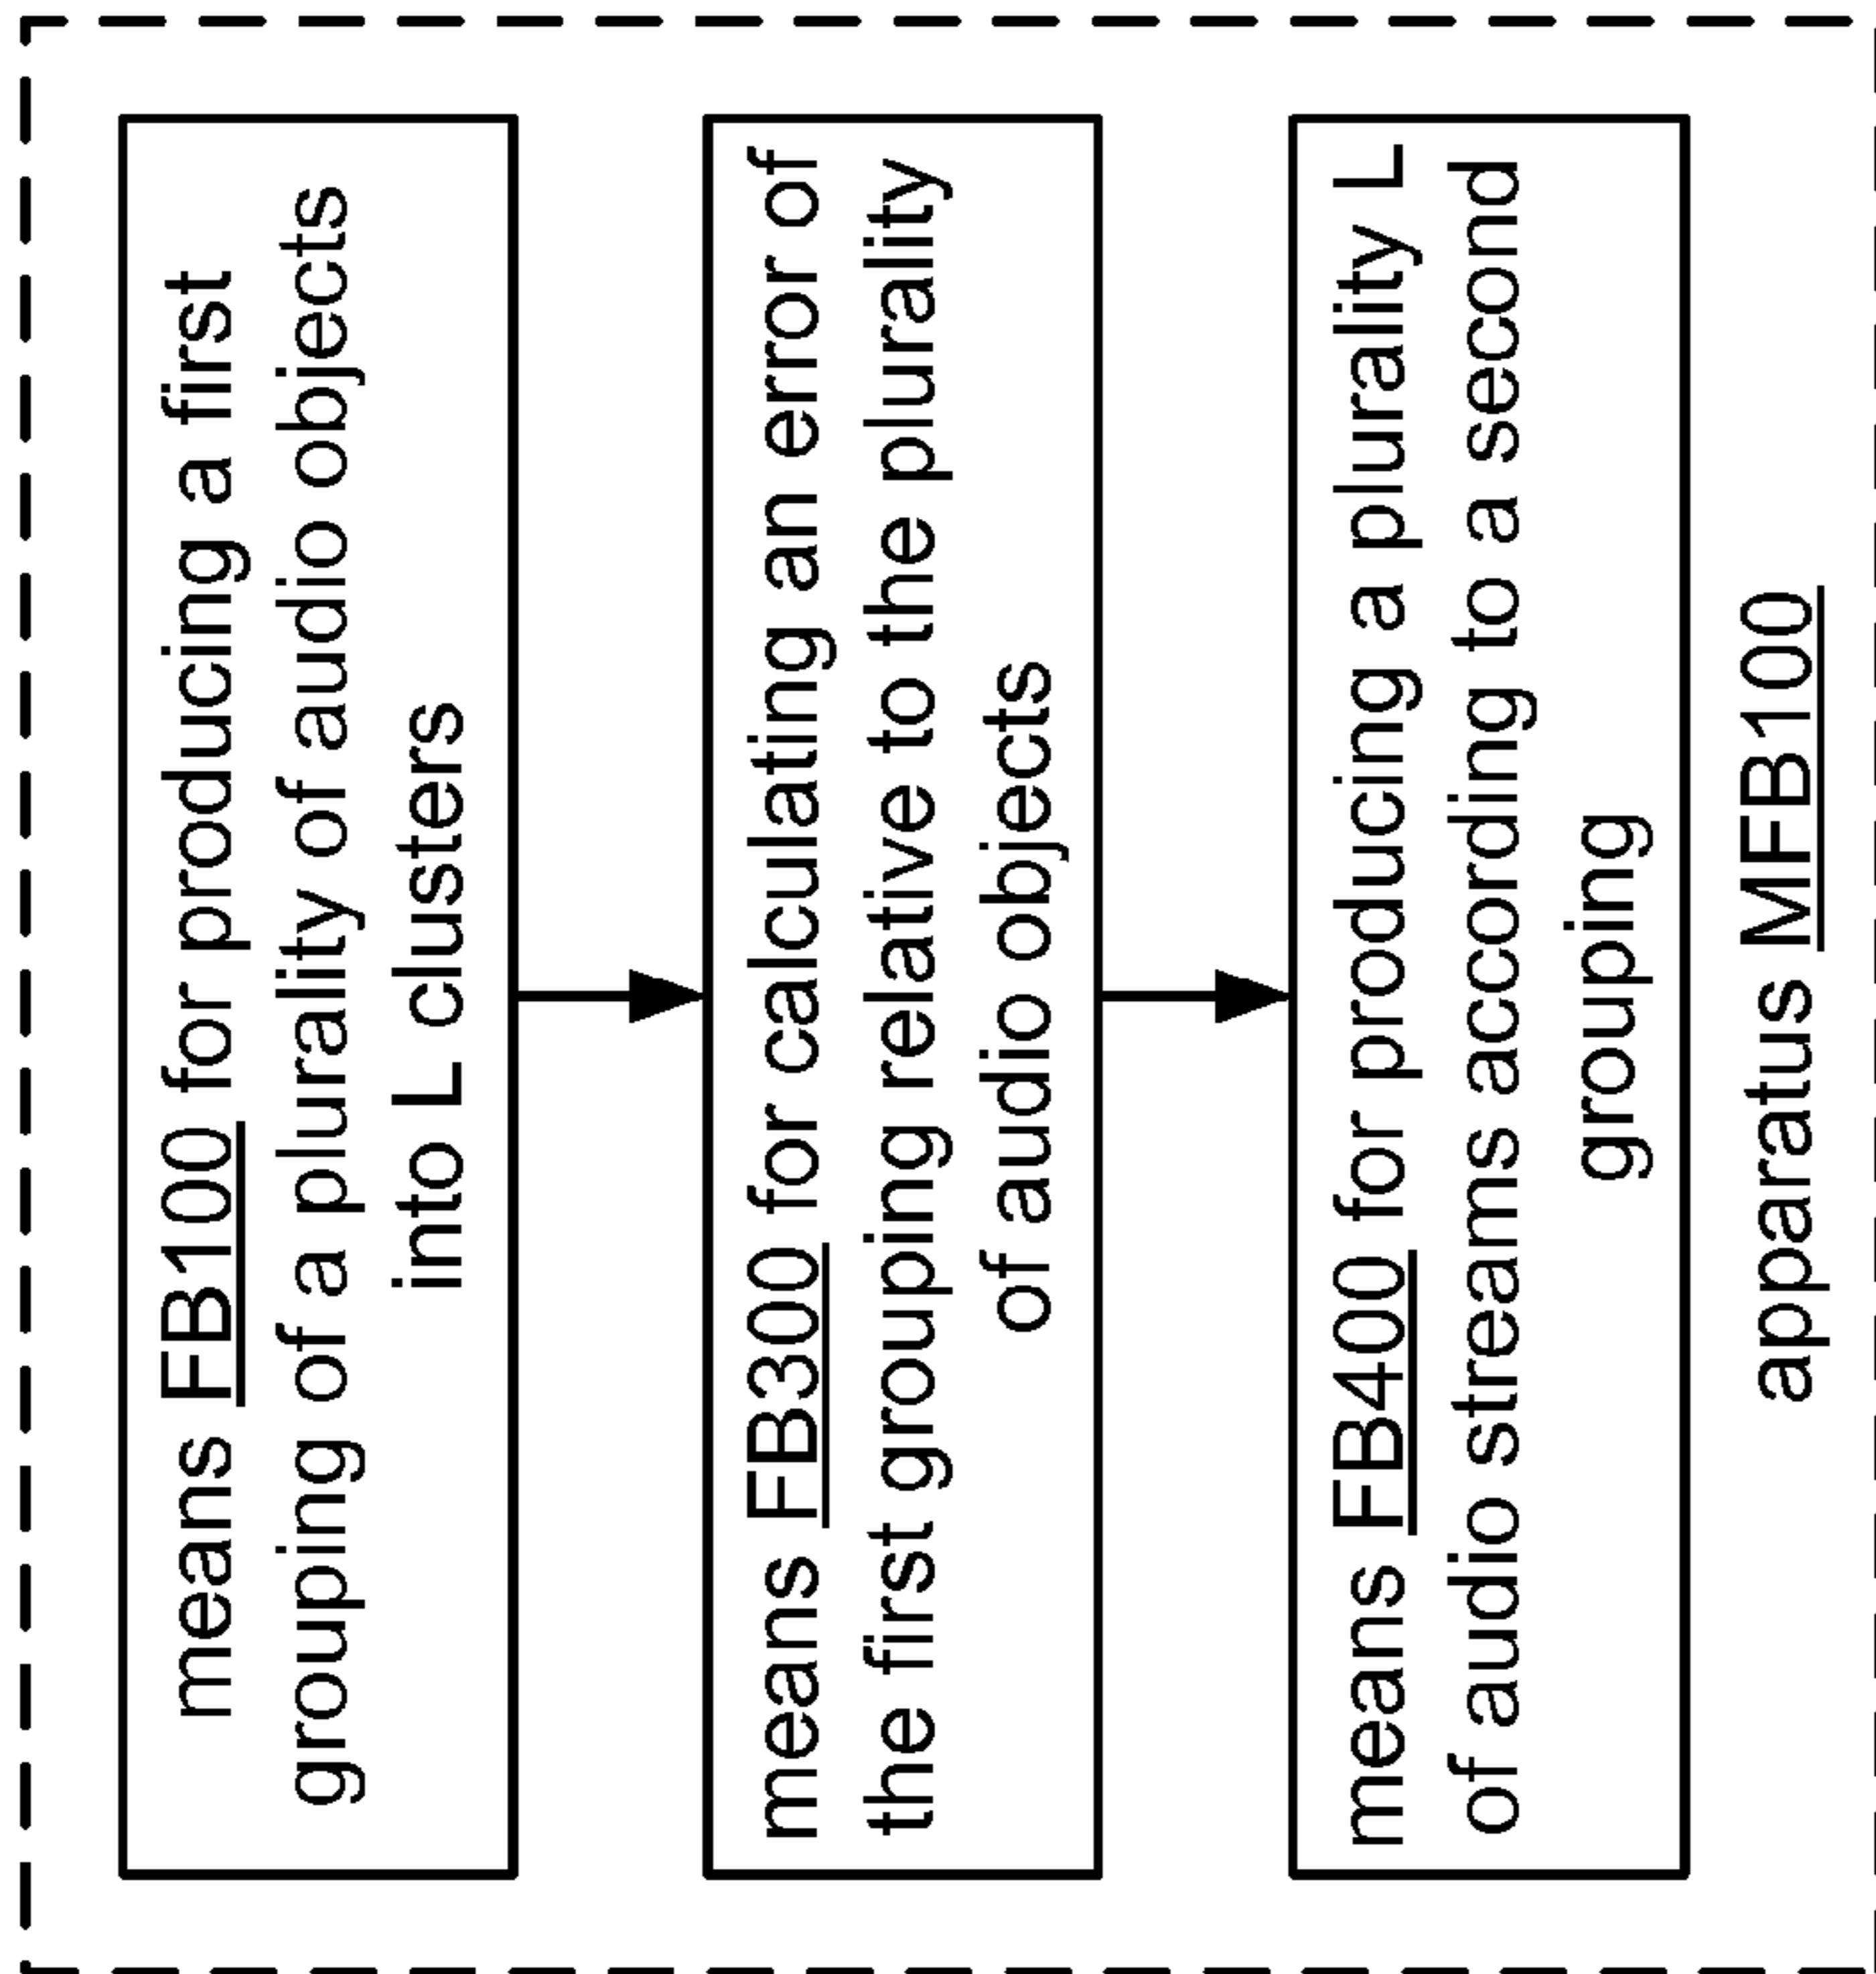 means FB100 for producing a first
grouping of a plurality of audio objects
into L clusters
means FB300 for calculating an error of
the first grouping relative to the plurality
of audio objects
means FB400 for producing a plurality L
of audio streams according to a second
grouping
apparatus MFB100